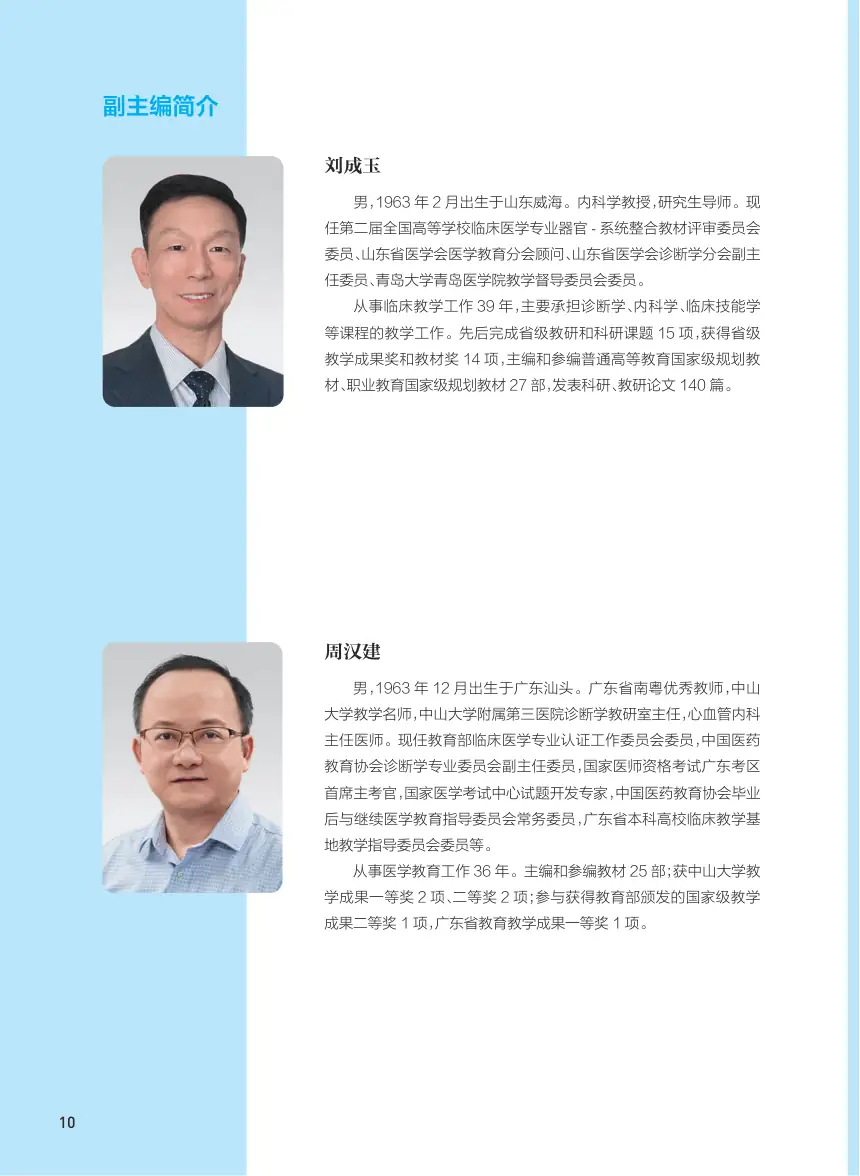 副主编简介
刘成玉
男,1963 年 2 月出生于山东威海。内科学教授,研究生导师。现
任第二届全国高等学校临床医学专业器官 - 系统整合教材评审委员会
委员、山东省医学会医学教育分会顾问、山东省医学会诊断学分会副主
任委员、青岛大学青岛医学院教学督导委员会委员。
从事临床教学工作 39 年,主要承担诊断学、内科学、临床技能学
等课程的教学工作。先后完成省级教研和科研课题 15 项,获得省级
教学成果奖和教材奖 14 项,主编和参编普通高等教育国家级规划教
材、职业教育国家级规划教材 27 部,发表科研、教研论文 140 篇。
周汉建
男,1963 年 12 月出生于广东汕头。广东省南粤优秀教师,中山
大学教学名师,中山大学附属第三医院诊断学教研室主任,心血管内科
主任医师。现任教育部临床医学专业认证工作委员会委员,中国医药
教育协会诊断学专业委员会副主任委员,国家医师资格考试广东考区
首席主考官,国家医学考试中心试题开发专家,中国医药教育协会毕业
后与继续医学教育指导委员会常务委员,广东省本科高校临床教学基
地教学指导委员会委员等。
从事医学教育工作 36 年。主编和参编教材 25 部;获中山大学教
学成果一等奖 2 项、二等奖 2 项;参与获得教育部颁发的国家级教学
成果二等奖 1 项,广东省教育教学成果一等奖 1 项。
10